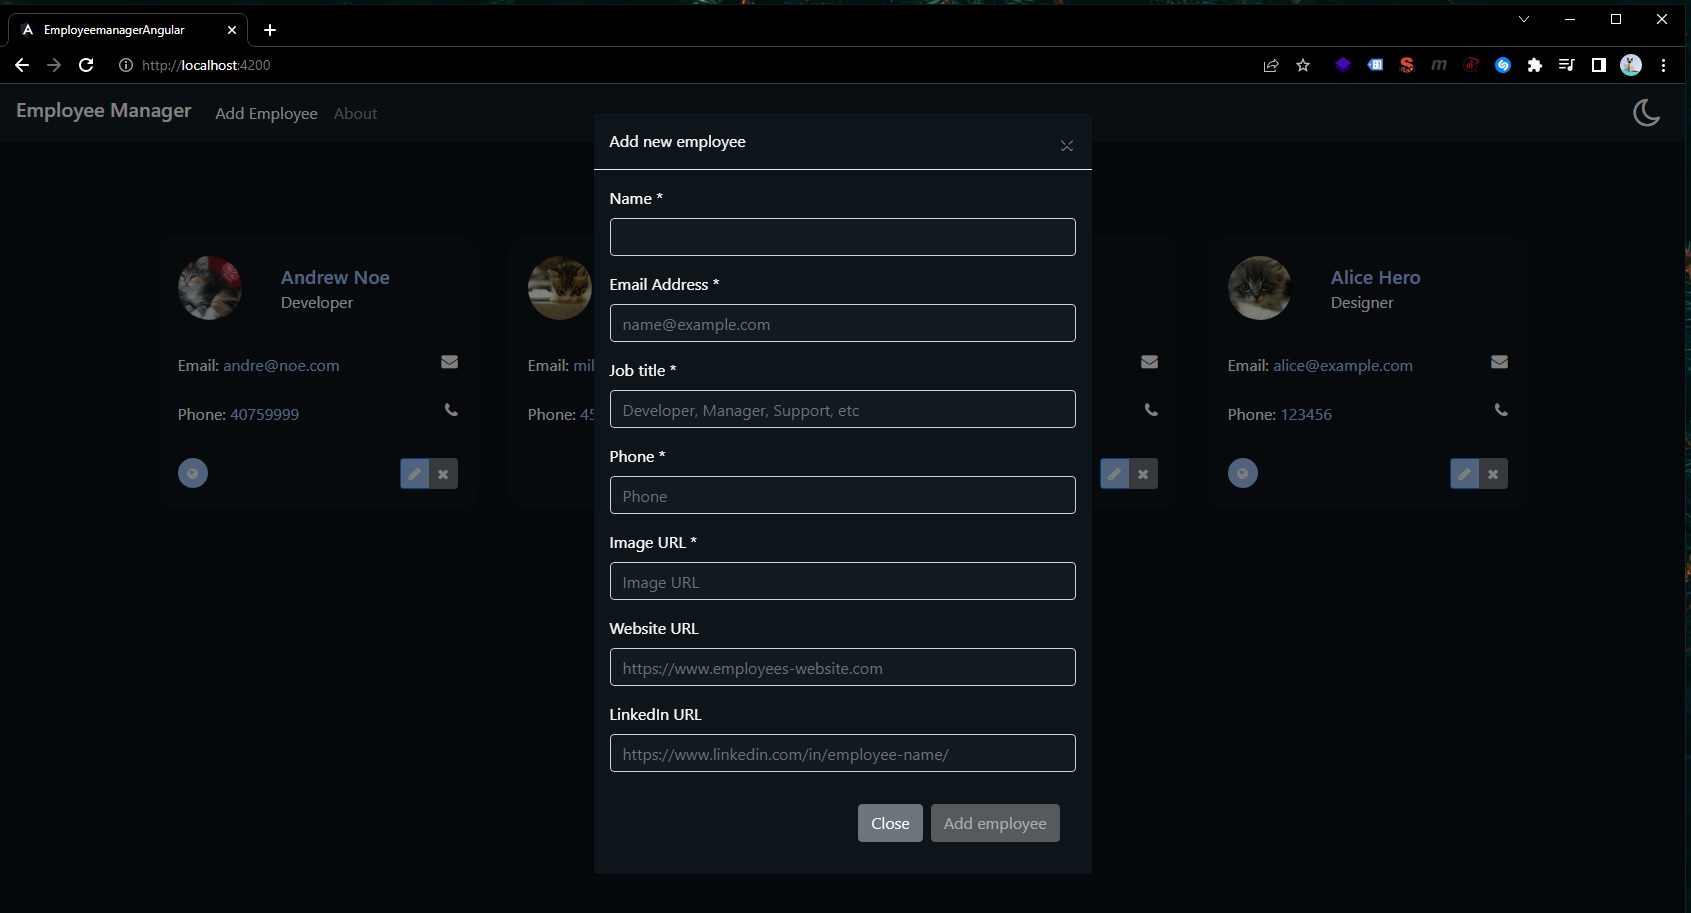 EmployeemanagerAngular
http://localhost:4200
Employee Manager
Add Employee
About
Add new employee
Name *
Email Address *
name@example.com
Job title *
Developer, Manager, Support, etc
Phone *
Phone
Image URL *
Image URL
Website URL
https://www.employees-website.com
LinkedIn URL
https://www.linkedin.com/in/employee-name/
Close
Add employee
Andrew Noe
Developer
Email: andre@noe.com
Phone: 40759999
Email: mi
Phone: 45
Alice Hero
Designer
Email: alice@example.com
Phone: 123456